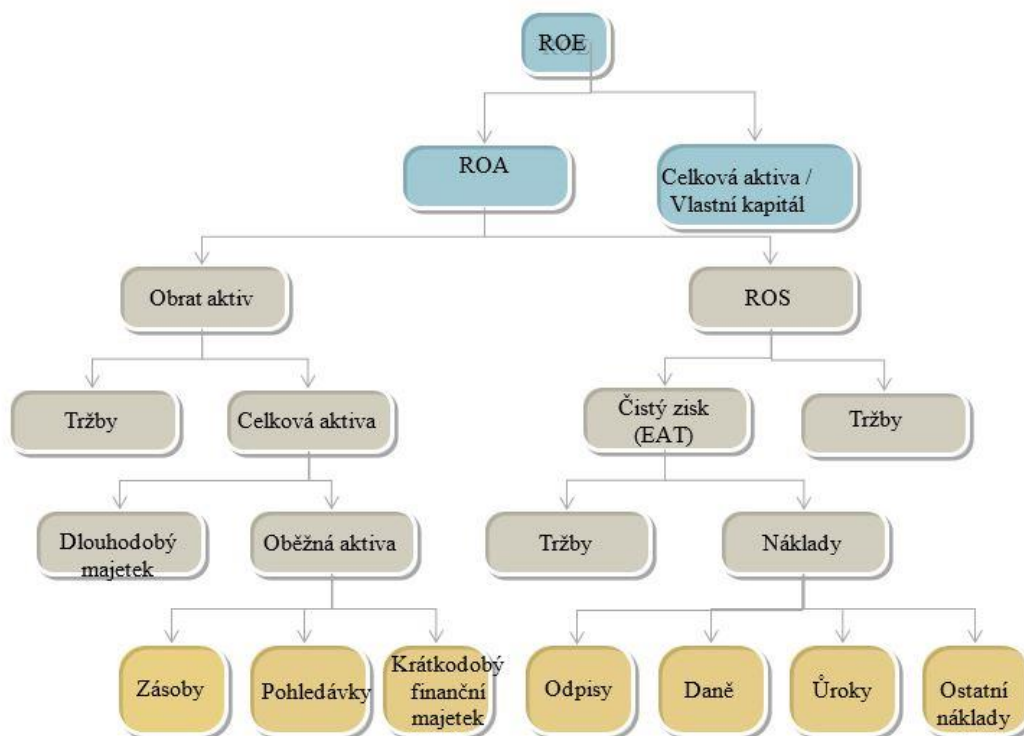 ROE
ROA
Celková aktiva /
Vlastní kapitál
Obrat aktiv
ROS
Tržby
Celková aktiva
Čistý zisk
(EAT)
Tržby
Dlouhodobý
majetek
Oběžná aktiva
Tržby
Náklady
Zásoby
Pohledávky
Krátkodobý
finanční
majetek
Odpisy
Daně
Ůroky
Ostatní
náklady